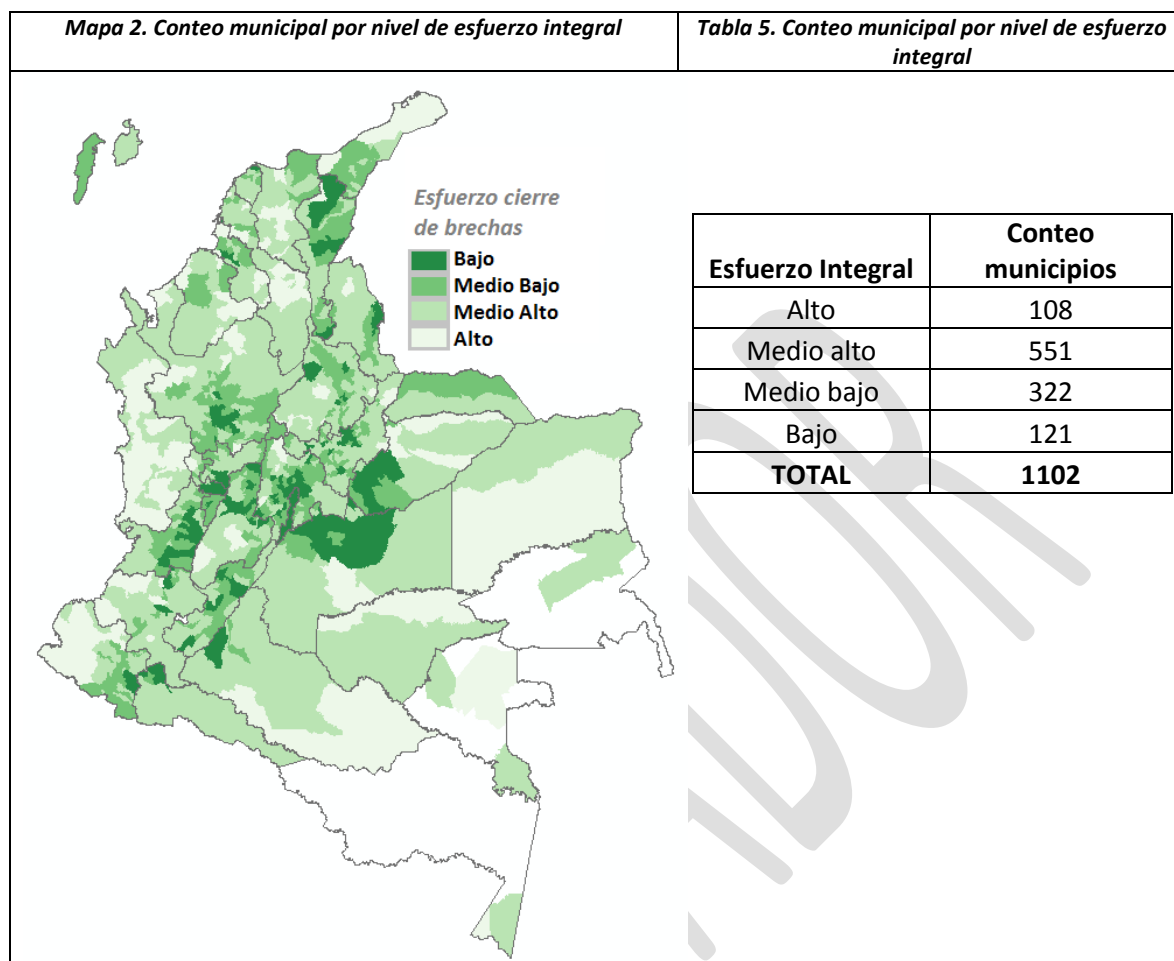 Mapa 2. Conteo municipal por nivel de esfuerzo integral
Tabla 5. Conteo municipal por nivel de esfuerzo
integral
Esfuerzo cierre
de brechas
Bajo
Medio Bajo
Medio Alto
Alto
Esfuerzo Integral Conteo municipios
Alto 108
Medio alto 551
Medio bajo 322
Bajo 121
TOTAL 1102